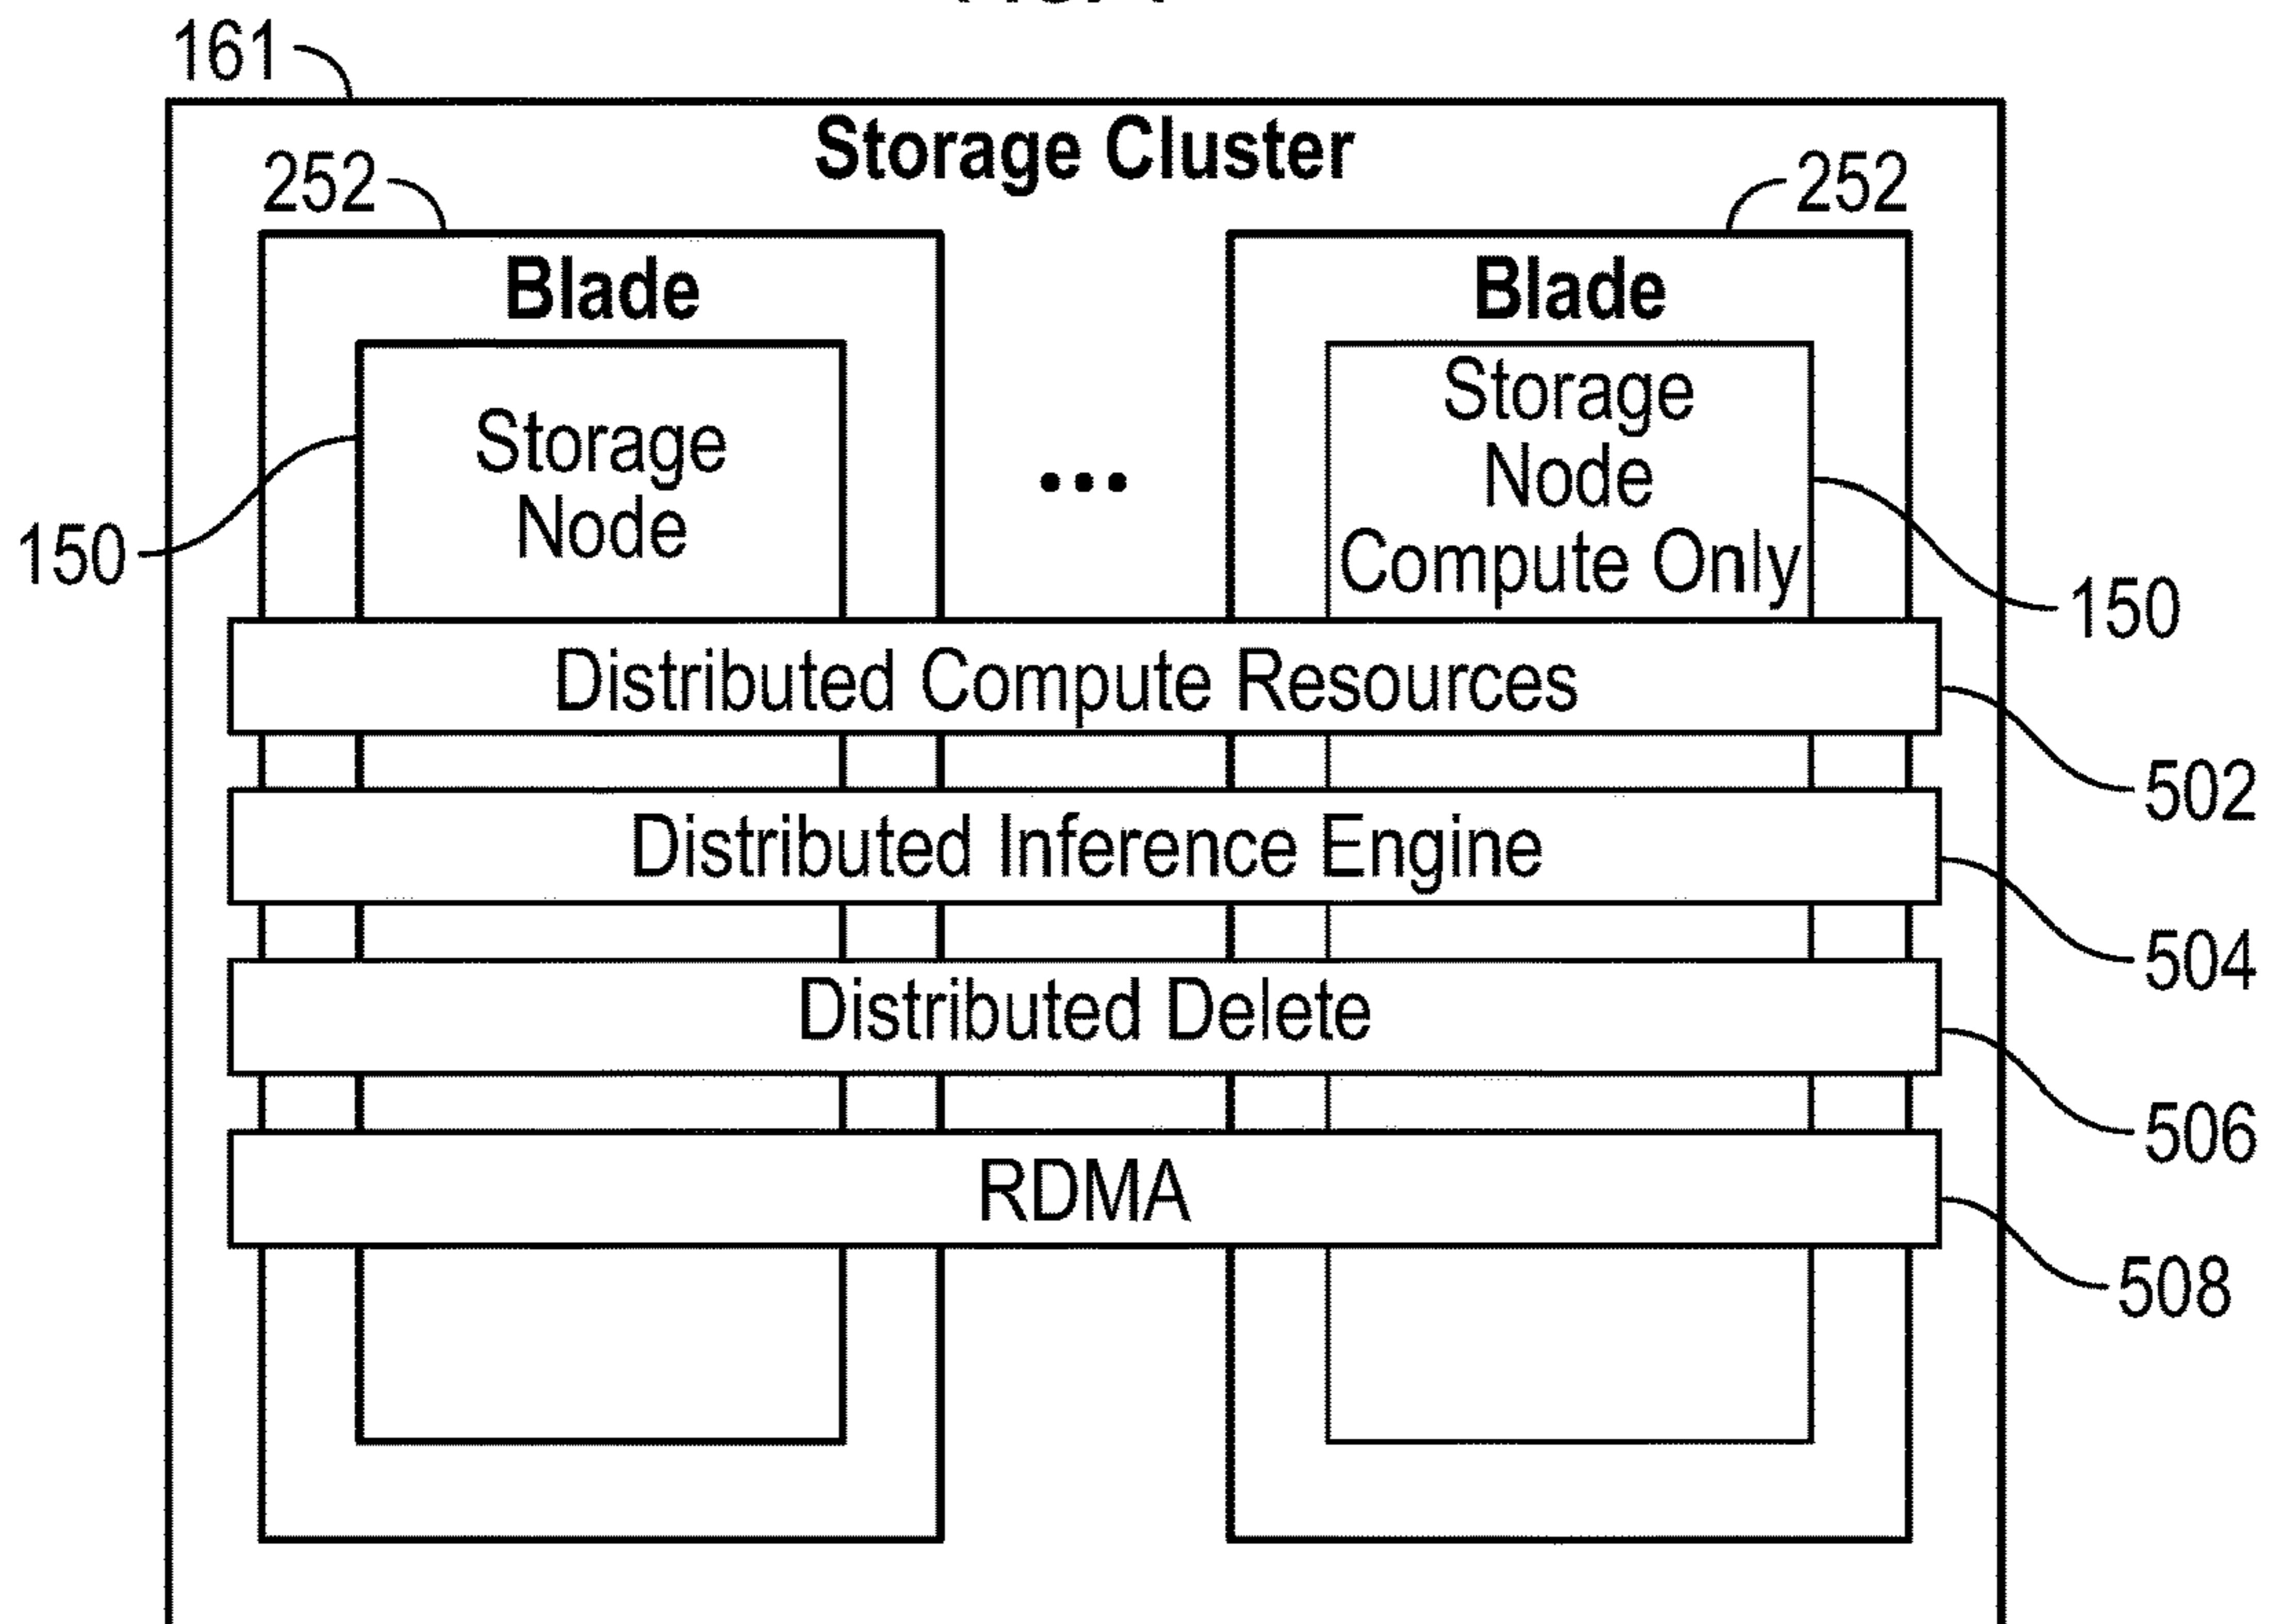 161
Storage Cluster
252
252
Blade
Blade
Storage
Node
Storage
Node
Compute Only
150
150
Distributed Compute Resources
502
Distributed Inference Engine
504
Distributed Delete
506
RDMA
508